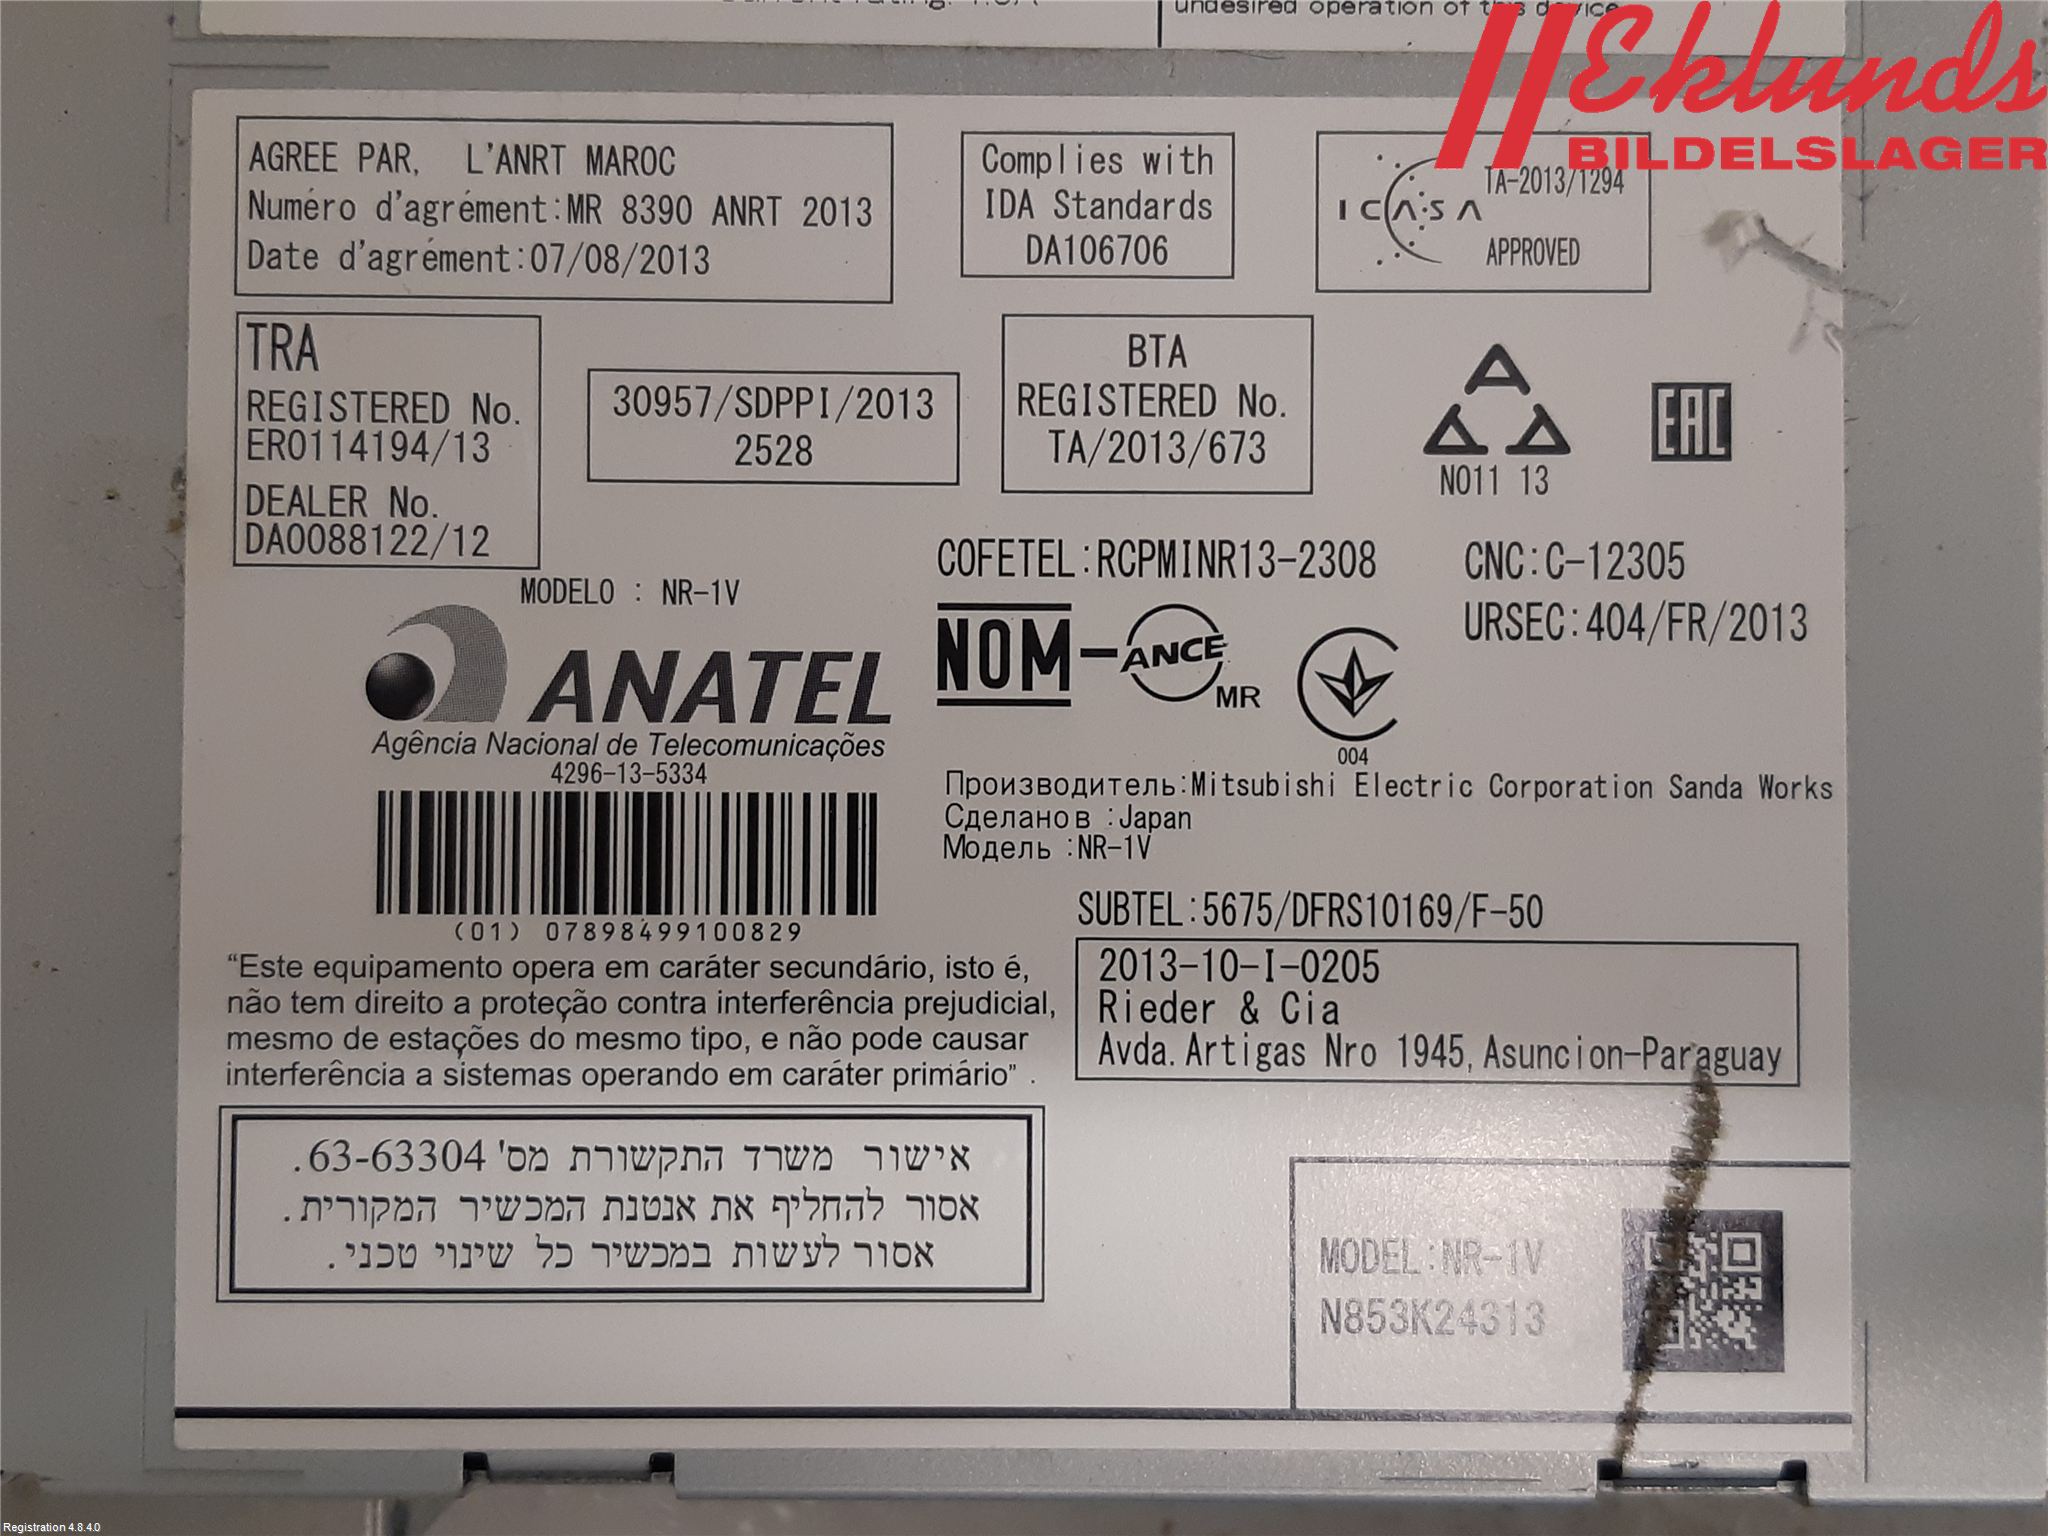 undesired operation of this device.
Eklunds
BILDELSLAGER
AGREE PAR, L'ANRT MAROC
Numéro d'agrément:MR 8390 ANRT 2013
Date d'agrément:07/08/2013
Complies with
IDA Standards
DA106706
TA-2013/1294
ICASA
APPROVED
TRA
REGISTERED No.
ER0114194/13
DEALER No.
DA0088122/12
30957/SDPPI/2013
2528
BTA
REGISTERED No.
TA/2013/673
N011 13
EAC
MODELO : NR-1V
ANATEL
Agência Nacional de Telecomunicações
4296-13-5334
(01) 07898499100829
COFETEL:RCPMINR13-2308
CNC:C-12305
URSEC:404/FR/2013
NOM-ANCE MR
004
Производитель:Mitsubishi Electric Corporation Sanda Works
Сделано в :Japan
Модель :NR-1V
SUBTEL:5675/DFRS10169/F-50
2013-10-I-0205
Rieder & Cia
Avda.Artigas Nro 1945,Asuncion-Paraguay
“Este equipamento opera em caráter secundário, isto é,
não tem direito a proteção contra interferência prejudicial,
mesmo de estações do mesmo tipo, e não pode causar
interferência a sistemas operando em caráter primário” .
אישור משרד התקשורת מס' 63-63304.
אסור להחליף את אנטנת המכשיר המקורית.
אסור לעשות במכשיר כל שינוי טכני.
MODEL:NR-1V
N853K24313
Registration 4.8.4.0